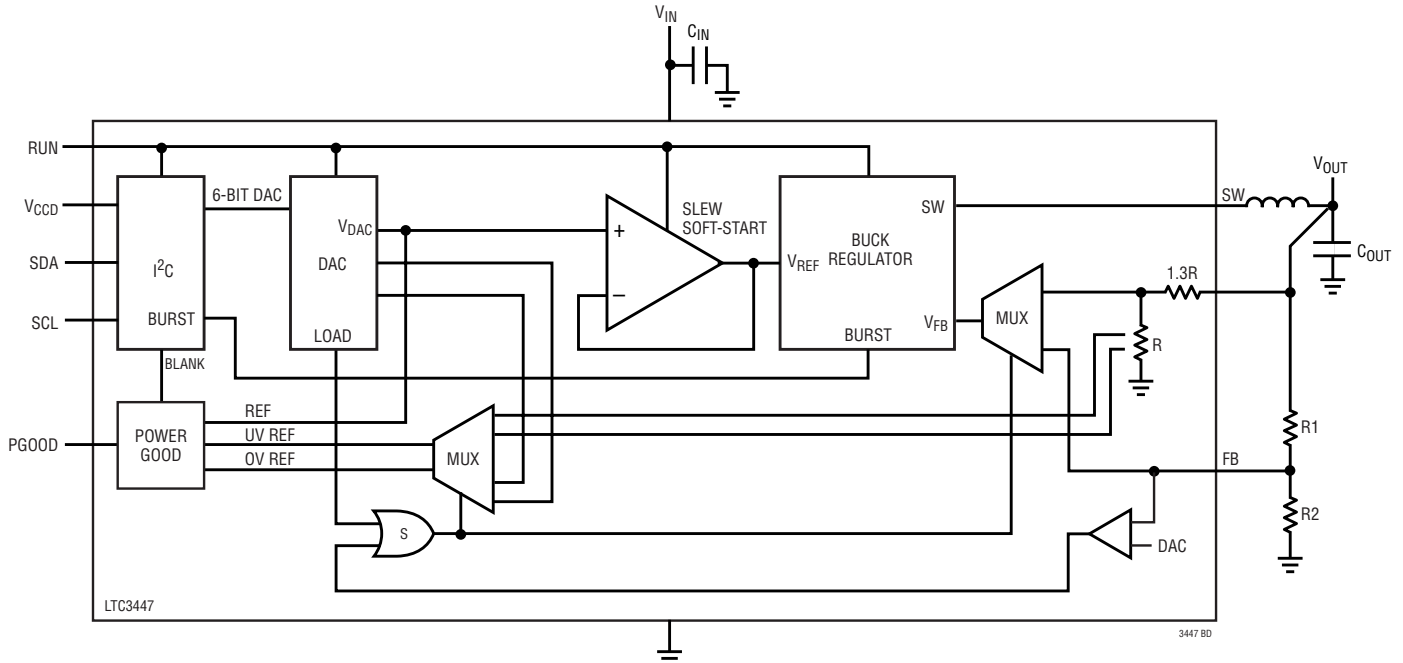 VIN
CIN
RUN
VCCD
SDA
SCL
PGOOD
I2C
BURST
6-BIT DAC
BLANK
VDAC
DAC
LOAD
+
–
SLEW
SOFT-START
VREF
BUCK
REGULATOR
SW
VFB
BURST
MUX
SW
VOUT
COUT
1.3R
R
R1
FB
R2
POWER
GOOD
REF
UV REF
OV REF
MUX
S
DAC
LTC3447
3447 BD